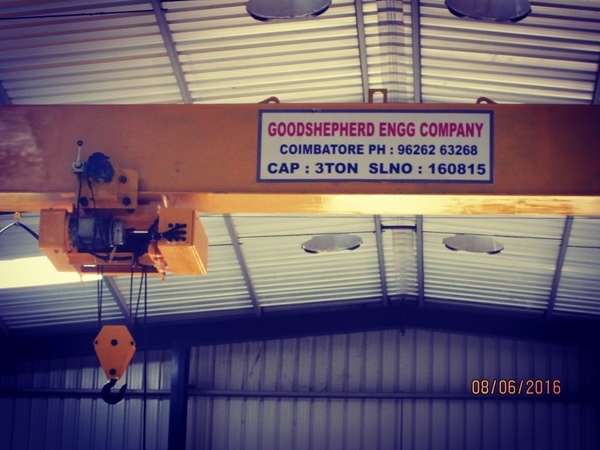 GOODSHEPHERD ENGG COMPANY
COIMBATORE PH : 96262 63268
CAP : 3TON SLNO : 160815
08/06/2016